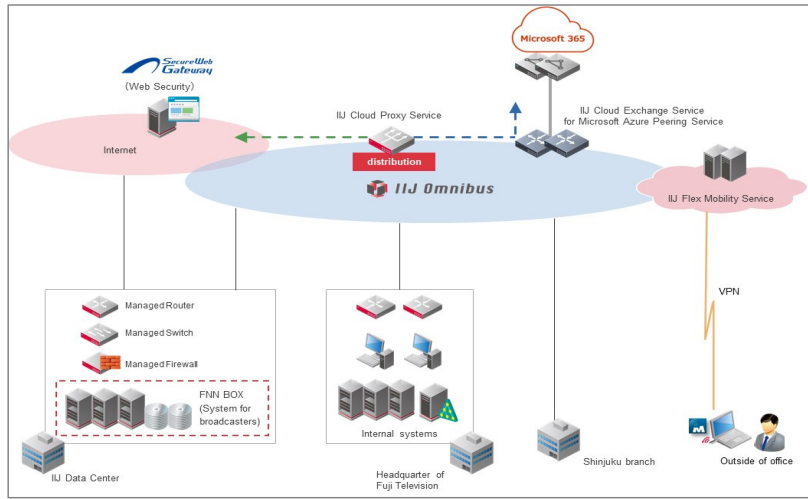 Microsoft 365
SecureWeb
Gateway
(Web Security)
IIJ Cloud Proxy Service
IIJ Cloud Exchange Service
for Microsoft Azure Peering Service
Internet
distribution
IIJ Omnibus
IIJ Flex Mobility Service
VPN
Managed Router
Managed Switch
Managed Firewall
FNN BOX
(System for
broadcasters)
Internal systems
IIJ Data Center
Headquarter of
Fuji Television
Shinjuku branch
Outside of office